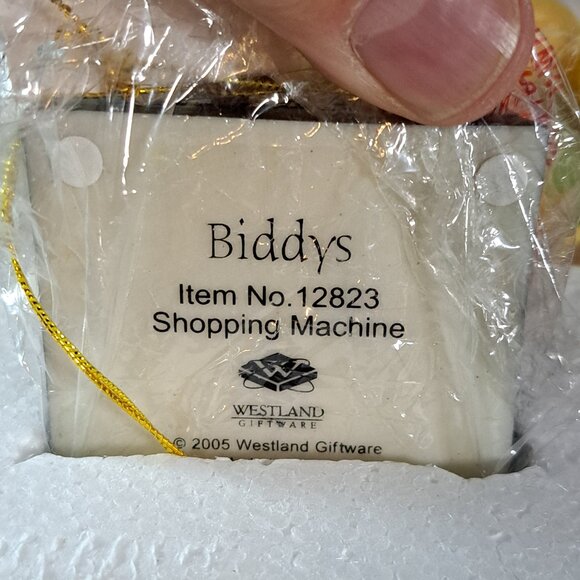 Biddys
Item No.12823
Shopping Machine
WESTLAND
GIFTWARE
© 2005 Westland Giftware